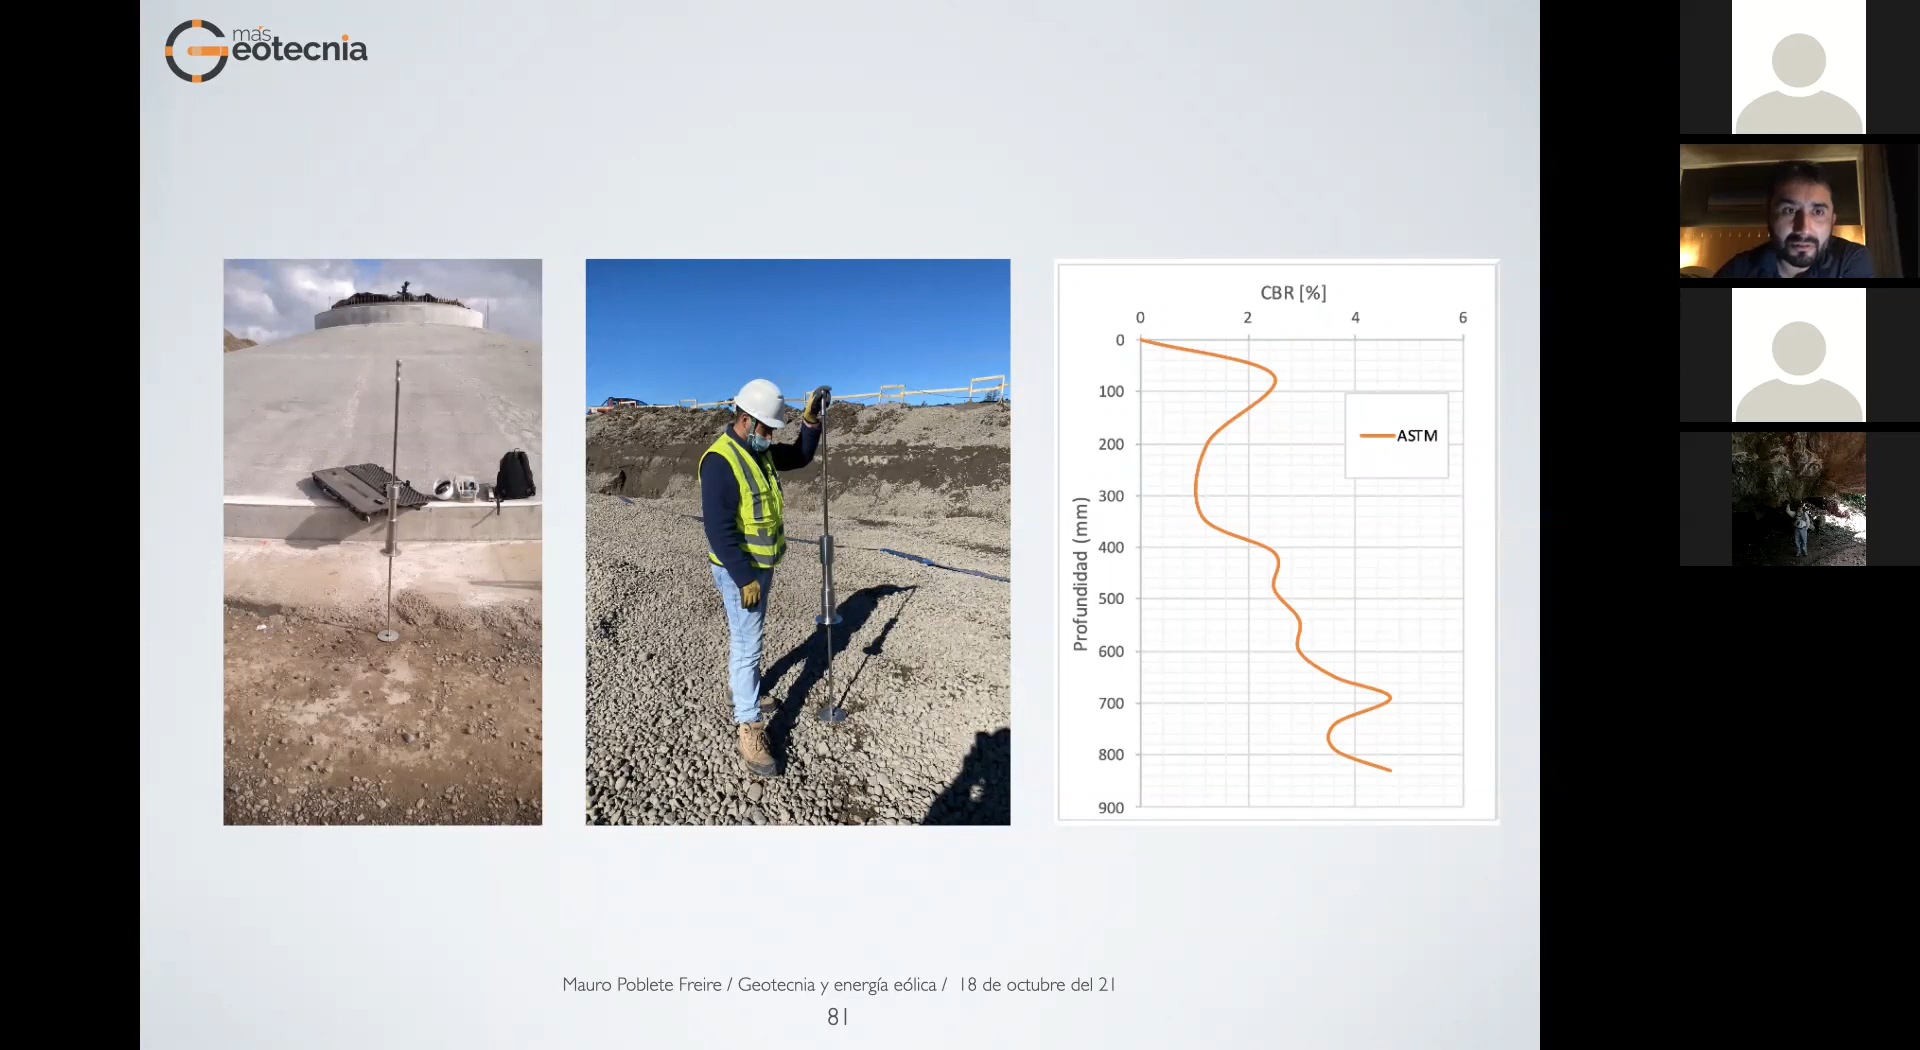 más
Geotecnia
CBR [%]
0 2 4 6
0
100
200
300
400
500
600
700
800
900
Profundidad (mm)
ASTM
Mauro Poblete Freire / Geotecnia y energía eólica / 18 de octubre del 21
81